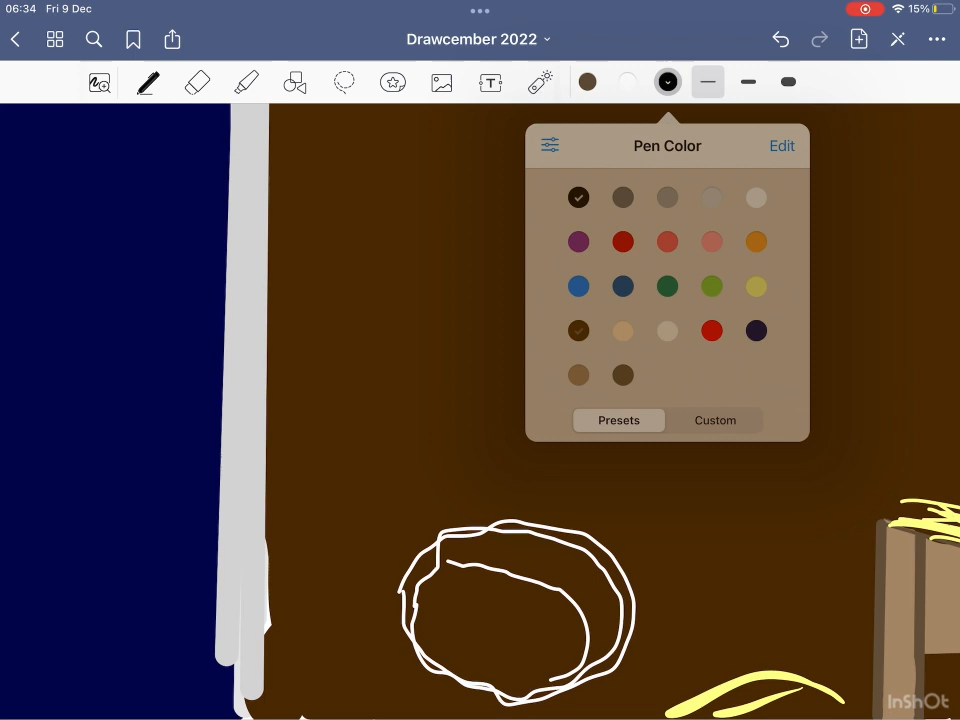 06:34 Fri 9 Dec
15%
Drawcember 2022
T
Pen Color
Edit
Presets
Custom
InShOt